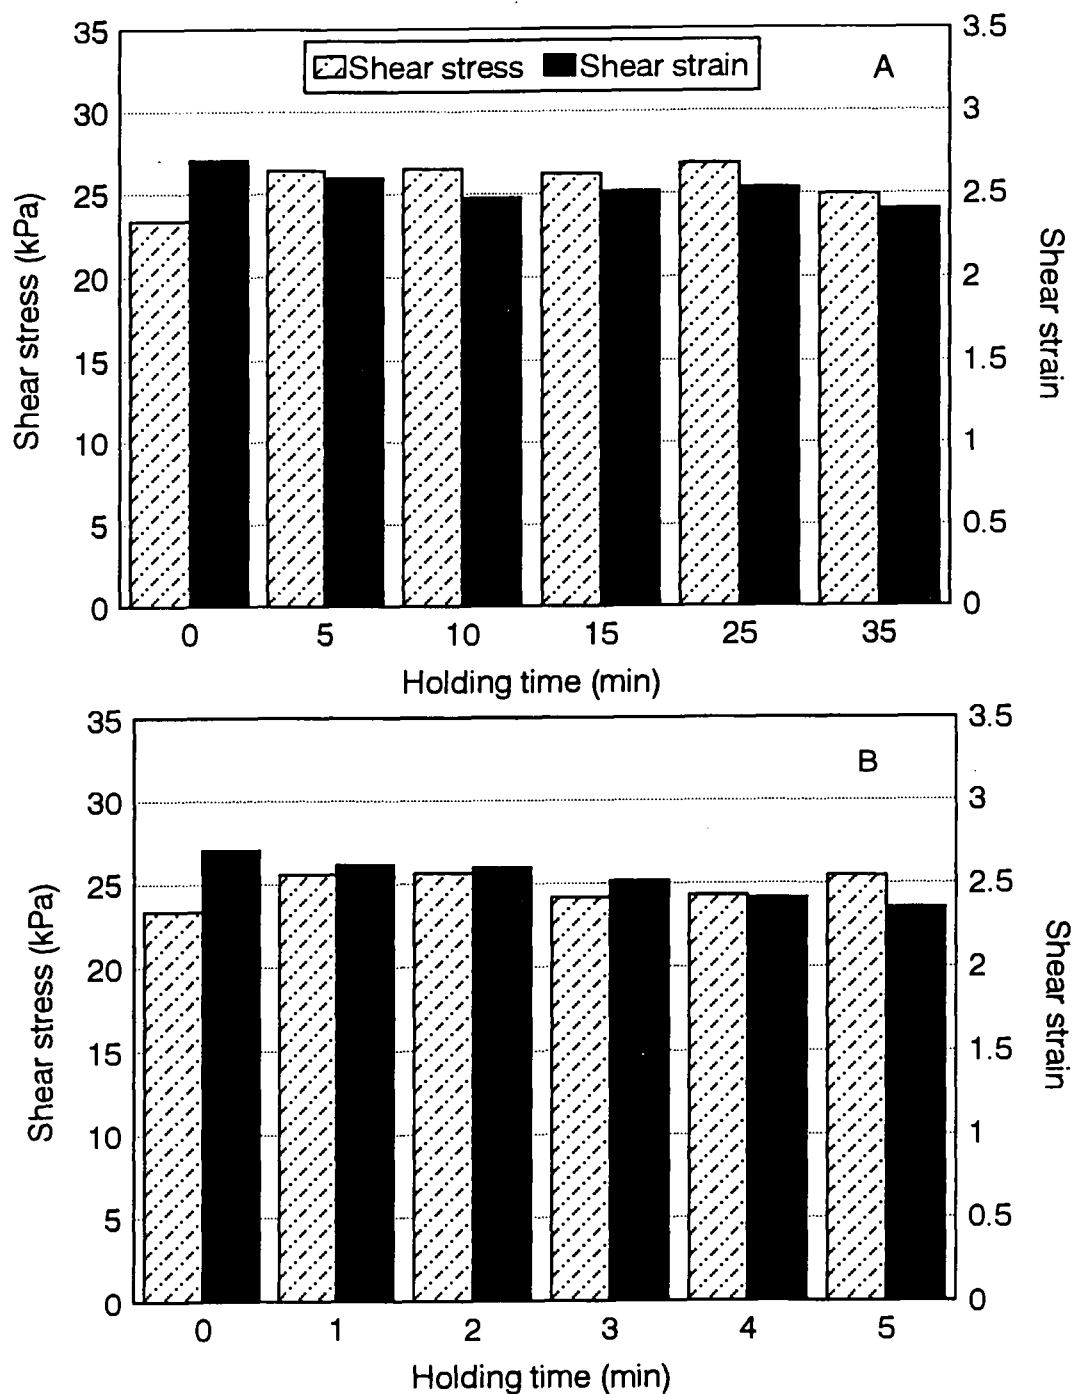 35
30
25
20
15
10
5
0
Shear stress (kPa)
Shear stress Shear strain
A
3.5
3
2.5
2
1.5
1
0.5
0
Shear strain
0 5 10 15 25 35
Holding time (min)
35
30
25
20
15
10
5
0
Shear stress (kPa)
B
3.5
3
2.5
2
1.5
1
0.5
0
Shear strain
0 1 2 3 4 5
Holding time (min)